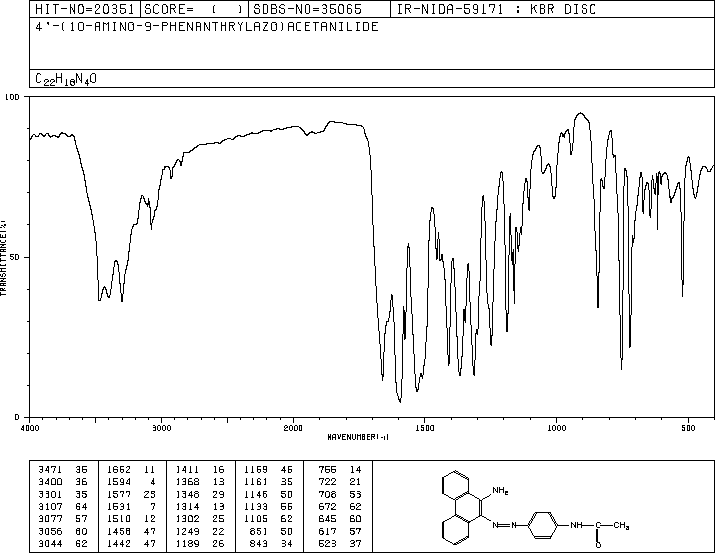 HIT-NO=20351 SCORE= ( ) SDBS-NO=35065 IR-NIDA-59171 : KBR DISC
4'-(10-AMINO-9-PHENANTHRYLAZO)ACETANILIDE
C22H18N4O
100
50
0
TRANSMITTANCE(%)
4000 3000 2000 1500 1000 500
WAVENUMBER(-1)
3471 35 1662 11 1411 16 1169 46 755 14
3400 36 1594 4 1368 13 1161 35 722 21
3301 35 1577 23 1348 29 1146 50 708 53
3107 64 1531 7 1314 13 1133 55 672 62
3077 57 1510 12 1302 25 1105 62 645 60
3056 60 1458 47 1249 22 851 50 617 57
3044 62 1442 47 1189 26 843 34 523 37
NH2
N=N
NH
C
CH3
O